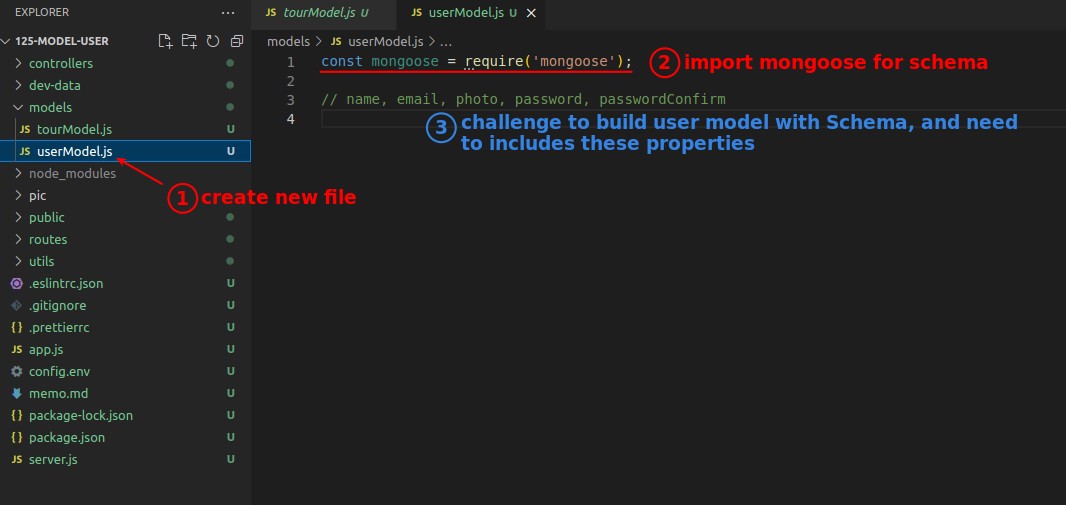 EXPLORER
125-MODEL-USER
controllers
dev-data
models
JS tourModel.js U
JS userModel.js U
node_modules
pic
public
routes
utils
.eslintrc.json U
.gitignore U
.prettierrc U
JS app.js U
config.env U
memo.md U
{} package-lock.json U
{} package.json U
JS server.js U
1 create new file
JS tourModel.js U
JS userModel.js U
models > JS userModel.js > ...
1 const mongoose = require('mongoose');
2 import mongoose for schema
2
3 // name, email, photo, password, passwordConfirm
4
3 challenge to build user model with Schema, and need
to includes these properties